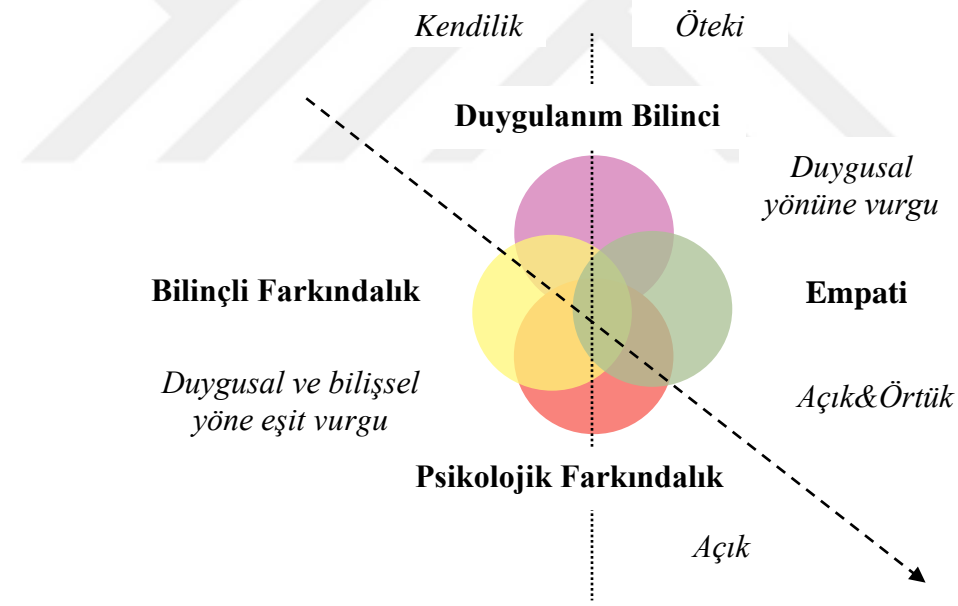 Kendilik
Öteki
Duygulanım Bilinci
Duygusal
yönüne vurgu
Bilinçli Farkındalık
Empati
Duygusal ve bilişsel
yöne eşit vurgu
Açık&Örtük
Psikolojik Farkındalık
Açık